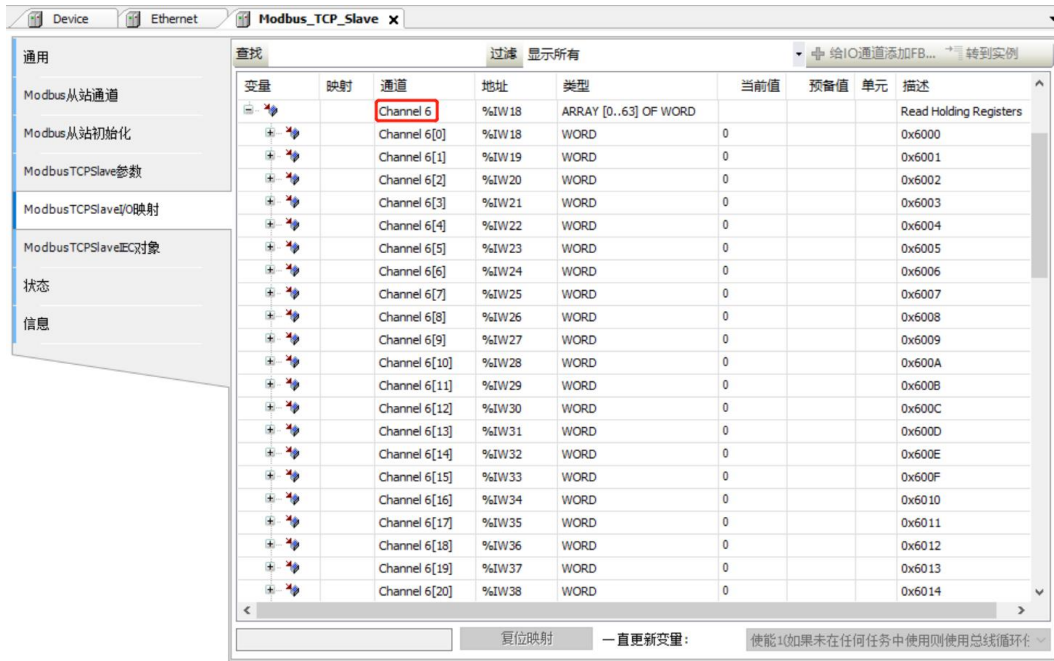 Device Ethernet Modbus_TCP_Slave
通用
Modbus从站通道
Modbus从站初始化
ModbusTCPSlave参数
ModbusTCPSlaveI/O映射
ModbusTCPSlaveIEC对象
状态
信息
查找 过滤 显示所有 给IO通道添加FB... 转到实例
变量 映射 通道 地址 类型 当前值 预备值 单元 描述
Channel 6 %IW18 ARRAY [0..63] OF WORD Read Holding Registers
Channel 6[0] %IW18 WORD 0 0x6000
Channel 6[1] %IW19 WORD 0 0x6001
Channel 6[2] %IW20 WORD 0 0x6002
Channel 6[3] %IW21 WORD 0 0x6003
Channel 6[4] %IW22 WORD 0 0x6004
Channel 6[5] %IW23 WORD 0 0x6005
Channel 6[6] %IW24 WORD 0 0x6006
Channel 6[7] %IW25 WORD 0 0x6007
Channel 6[8] %IW26 WORD 0 0x6008
Channel 6[9] %IW27 WORD 0 0x6009
Channel 6[10] %IW28 WORD 0 0x600A
Channel 6[11] %IW29 WORD 0 0x600B
Channel 6[12] %IW30 WORD 0 0x600C
Channel 6[13] %IW31 WORD 0 0x600D
Channel 6[14] %IW32 WORD 0 0x600E
Channel 6[15] %IW33 WORD 0 0x600F
Channel 6[16] %IW34 WORD 0 0x6010
Channel 6[17] %IW35 WORD 0 0x6011
Channel 6[18] %IW36 WORD 0 0x6012
Channel 6[19] %IW37 WORD 0 0x6013
Channel 6[20] %IW38 WORD 0 0x6014
复位映射 一直更新变量: 使能1(如果未在任何任务中使用则使用总线循环